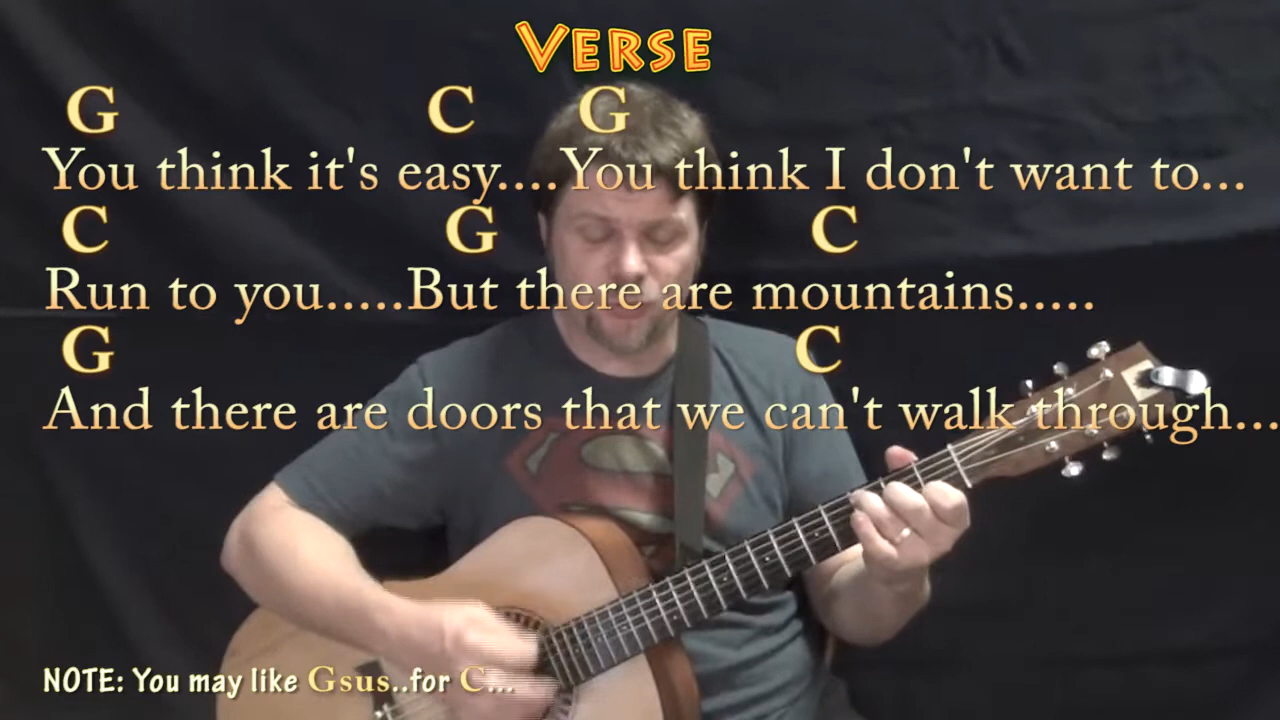 VERSE
G C G
You think it's easy....You think I don't want to...
C G C
Run to you.....But there are mountains.....
G C
And there are doors that we can't walk through...
NOTE: You may like Gsus..for C...